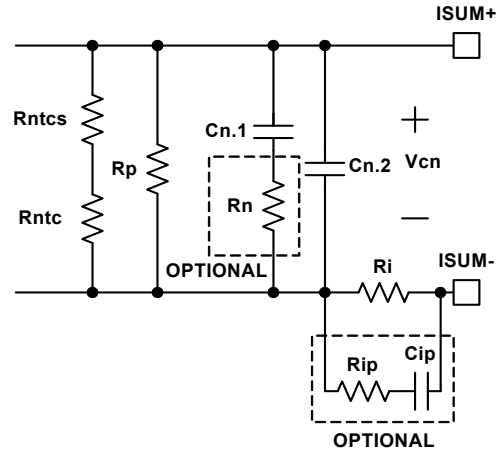 ISUM+
Rntcs
Cn.1
Rp
Cn.2
+
Vcn
−
Rntc
Rn
OPTIONAL
Ri
ISUM-
Rip
Cip
OPTIONAL